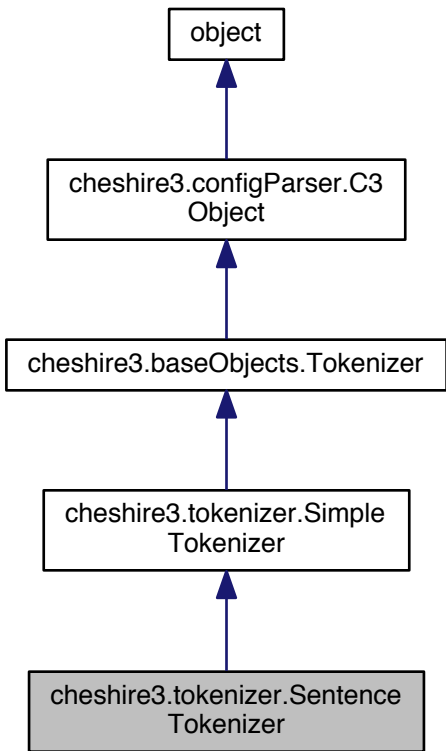 object
cheshire3.configParser.C3
Object
cheshire3.baseObjects.Tokenizer
cheshire3.tokenizer.Simple
Tokenizer
cheshire3.tokenizer.Sentence
Tokenizer